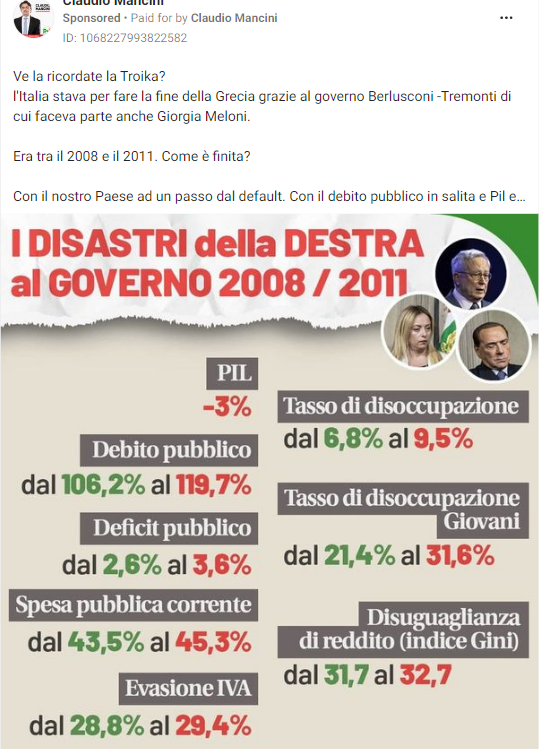 Claudio Mancini
Sponsored • Paid for by Claudio Mancini
ID: 1068227993822582
Ve la ricordate la Troika?
l'Italia stava per fare la fine della Grecia grazie al governo Berlusconi -Tremonti di
cui faceva parte anche Giorgia Meloni.
Era tra il 2008 e il 2011. Come è finita?
Con il nostro Paese ad un passo dal default. Con il debito pubblico in salita e Pil e...
I DISASTRI della DESTRA
al GOVERNO 2008 / 2011
PIL
-3%
Debito pubblico
dal 106,2% al 119,7%
Deficit pubblico
dal 2,6% al 3,6%
Spesa pubblica corrente
dal 43,5% al 45,3%
Evasione IVA
dal 28,8% al 29,4%
Tasso di disoccupazione
dal 6,8% al 9,5%
Tasso di disoccupazione
Giovani
dal 21,4% al 31,6%
Disuguaglianza
di reddito (indice Gini)
dal 31,7 al 32,7